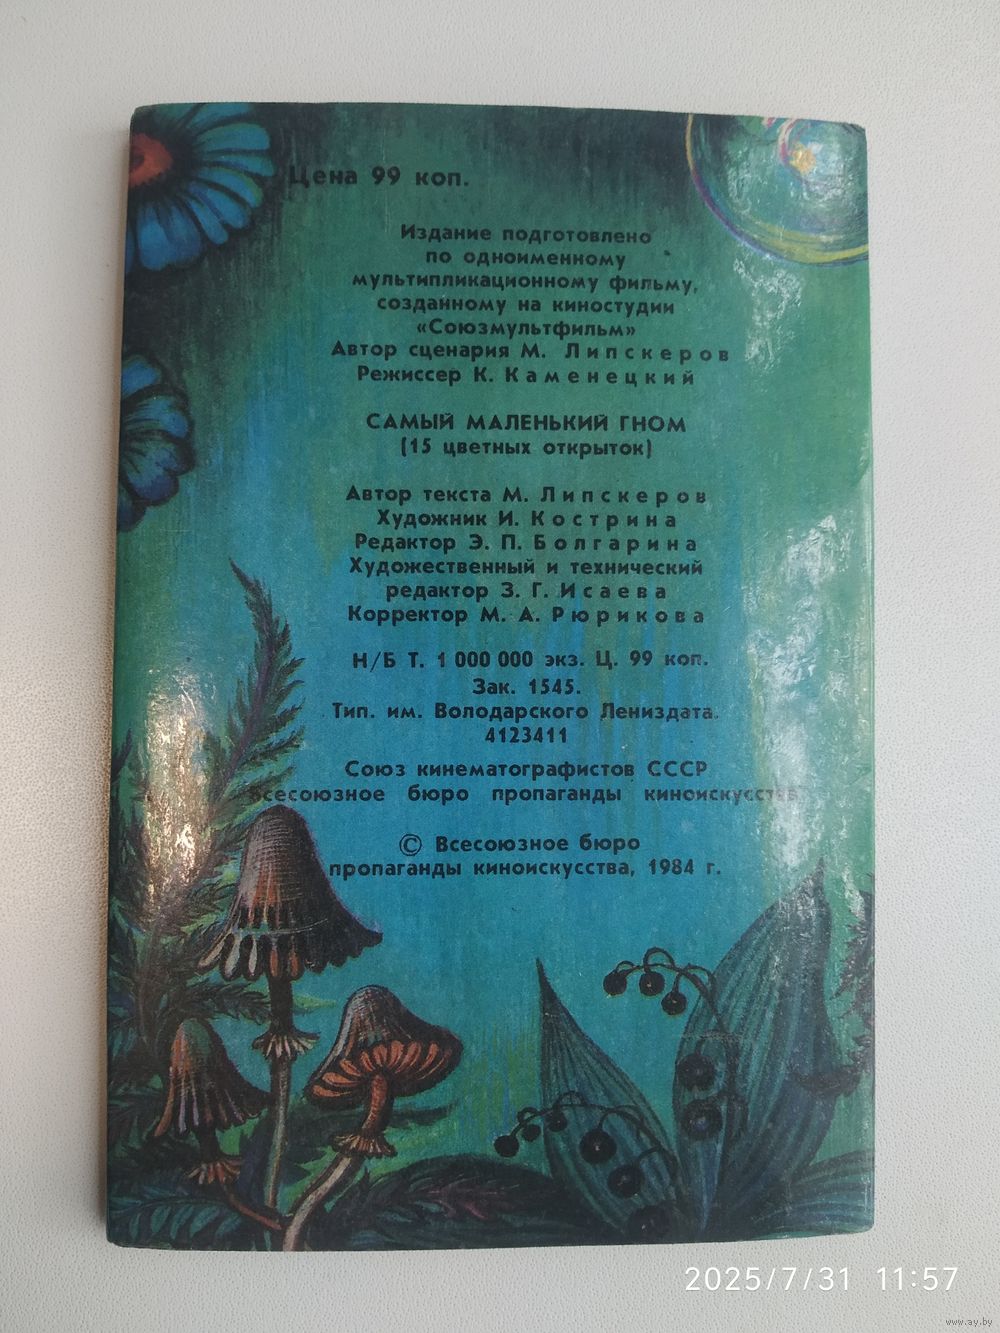 Цена 99 коп.
Издание подготовлено
по одноименному
мультипликационному фильму,
созданному на киностудии
«Союзмультфильм»
Автор сценария М. Липскеров
Режиссер К. Каменецкий
САМЫЙ МАЛЕНЬКИЙ ГНОМ
(15 цветных открыток)
Автор текста М. Липскеров
Художник И. Кострина
Редактор Э. П. Болгарина
Художественный и технический
редактор З. Г. Исаева
Корректор М. А. Рюрикова
Н/Б Т. 1 000 000 экз. Ц. 99 коп.
Зак. 1545.
Тип. им. Володарского Лениздата.
4123411
Союз кинематографистов СССР
Всесоюзное бюро пропаганды киноискусства
© Всесоюзное бюро
пропаганды киноискусства, 1984 г.
2025/7/31 11:57
www.ay.by